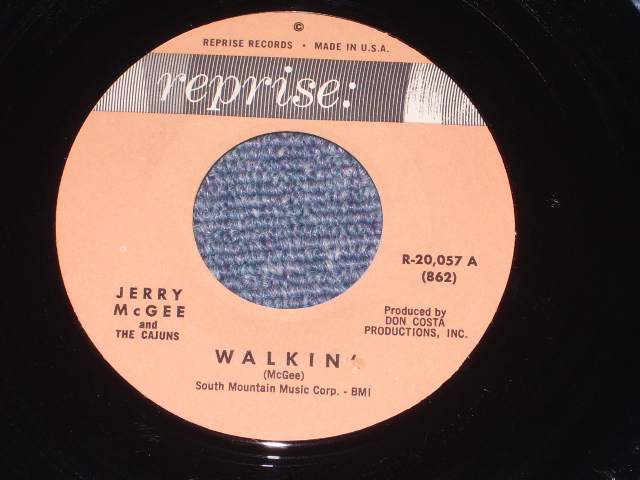 ©
REPRISE RECORDS • MADE IN U.S.A.
reprise:
R-20,057 A
(862)
JERRY
McGEE
and
THE CAJUNS
Produced by
DON COSTA
PRODUCTIONS, INC.
WALKIN'
(McGee)
South Mountain Music Corp. - BMI